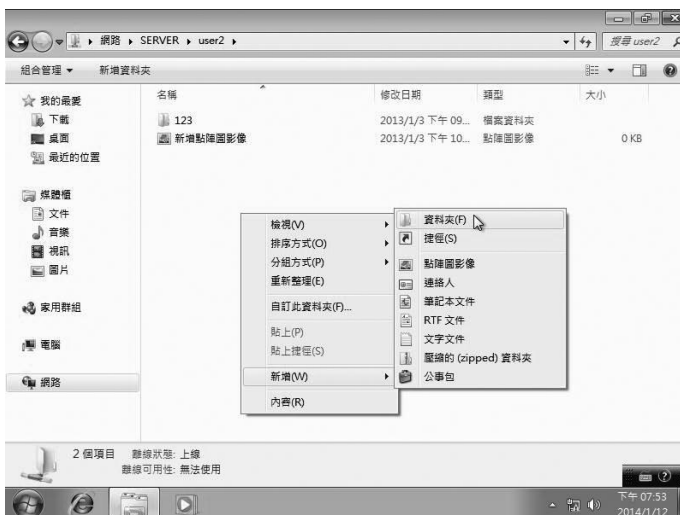 網路 ▸ SERVER ▸ user2 ▸
搜尋 user2
組合管理 ▼ 新增資料夾
我的最愛
下載
桌面
最近的位置
媒體櫃
文件
音樂
視訊
圖片
家用群組
電腦
網路
名稱 修改日期 類型 大小
123 2013/1/3 下午 09... 檔案資料夾
新增點陣圖影像 2013/1/3 下午 10... 點陣圖影像 0 KB
檢視(V)
排序方式(O)
分組方式(P)
重新整理(E)
自訂此資料夾(F)...
貼上(P)
貼上捷徑(S)
新增(W)
內容(R)
資料夾(F)
捷徑(S)
點陣圖影像
連絡人
筆記本文件
RTF 文件
文字文件
壓縮的 (zipped) 資料夾
公事包
2 個項目 離線狀態: 上線
離線可用性: 無法使用
下午 07:53
2014/1/12